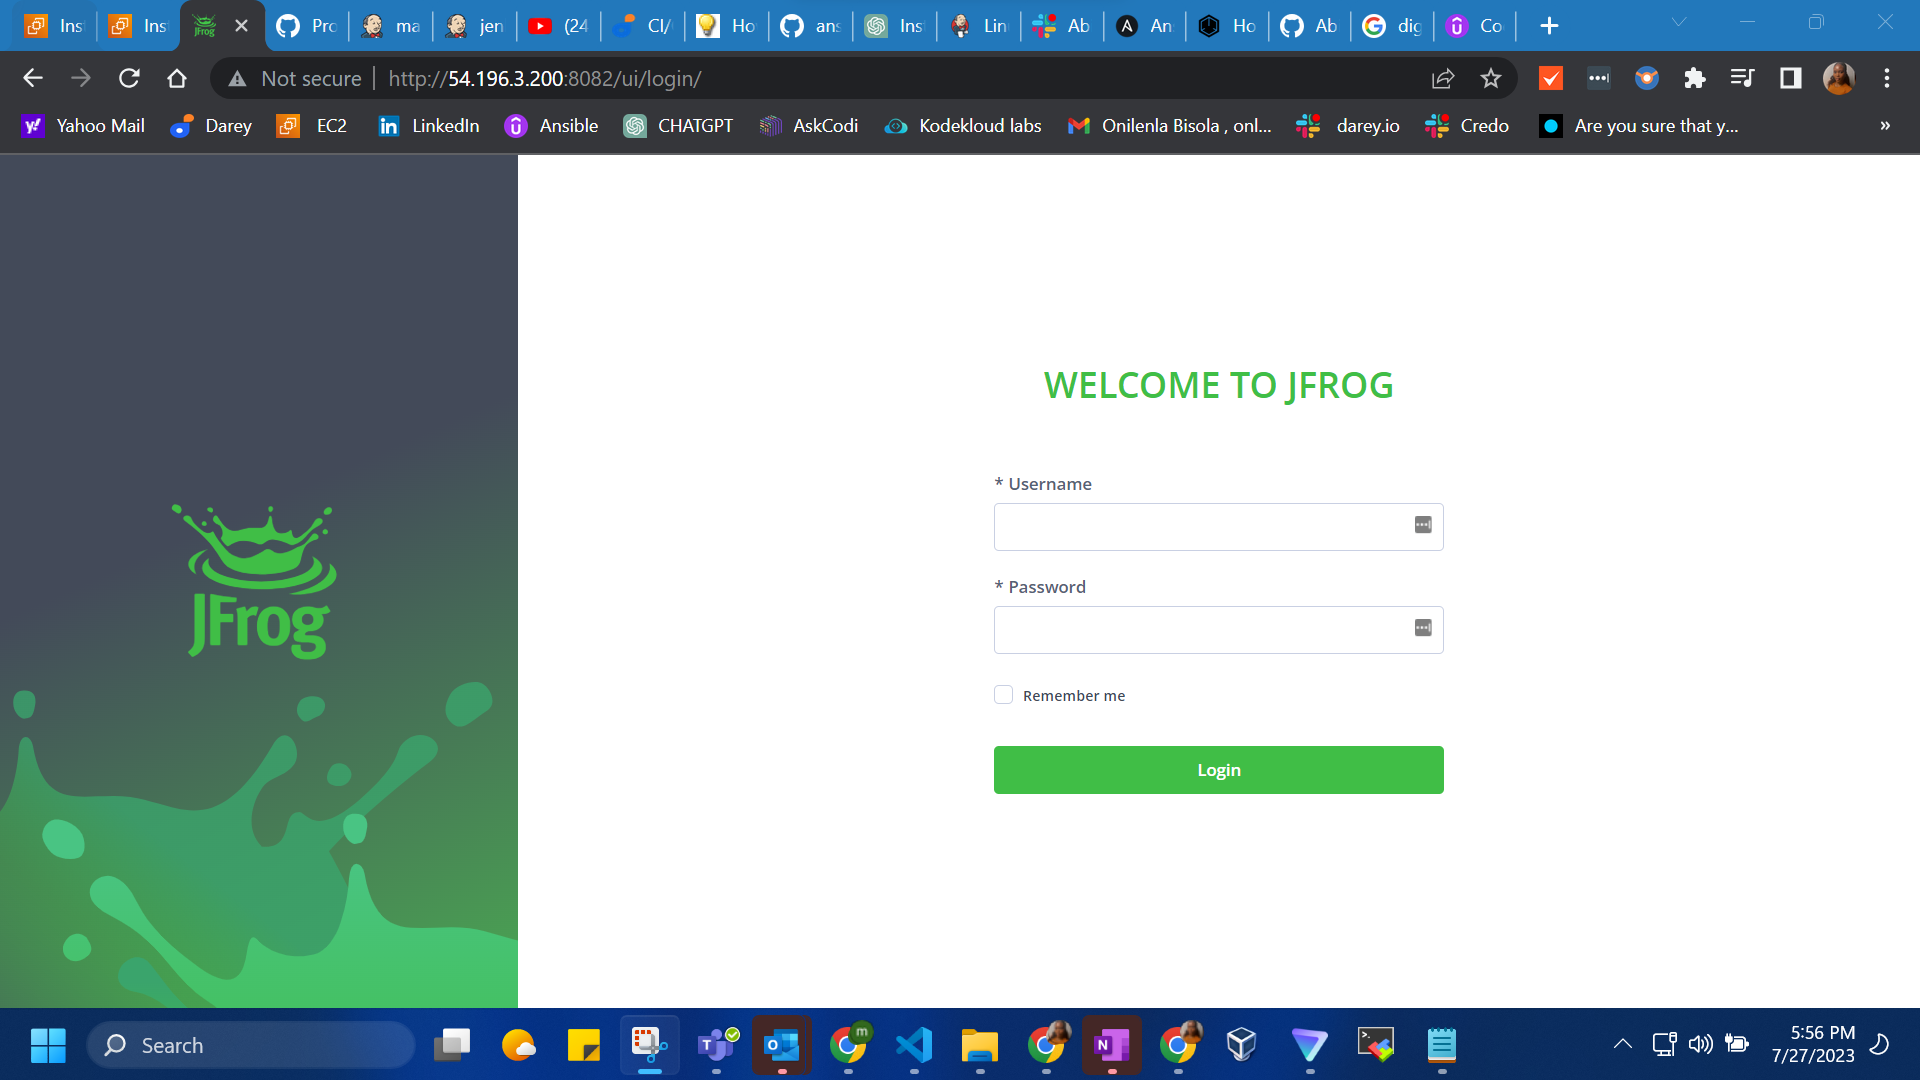 Ins
Ins
Pro
ma
jen
(24
CI/
Ho
ans
Ins
Lin
Ab
An
Ho
Ab
dig
Co
Not secure
http://54.196.3.200:8082/ui/login/
Yahoo Mail
Darey
EC2
LinkedIn
Ansible
CHATGPT
AskCodi
Kodekloud labs
Onilenla Bisola , onl...
darey.io
Credo
Are you sure that y...
JFrog
WELCOME TO JFROG
* Username
* Password
Remember me
Login
Search
5:56 PM
7/27/2023